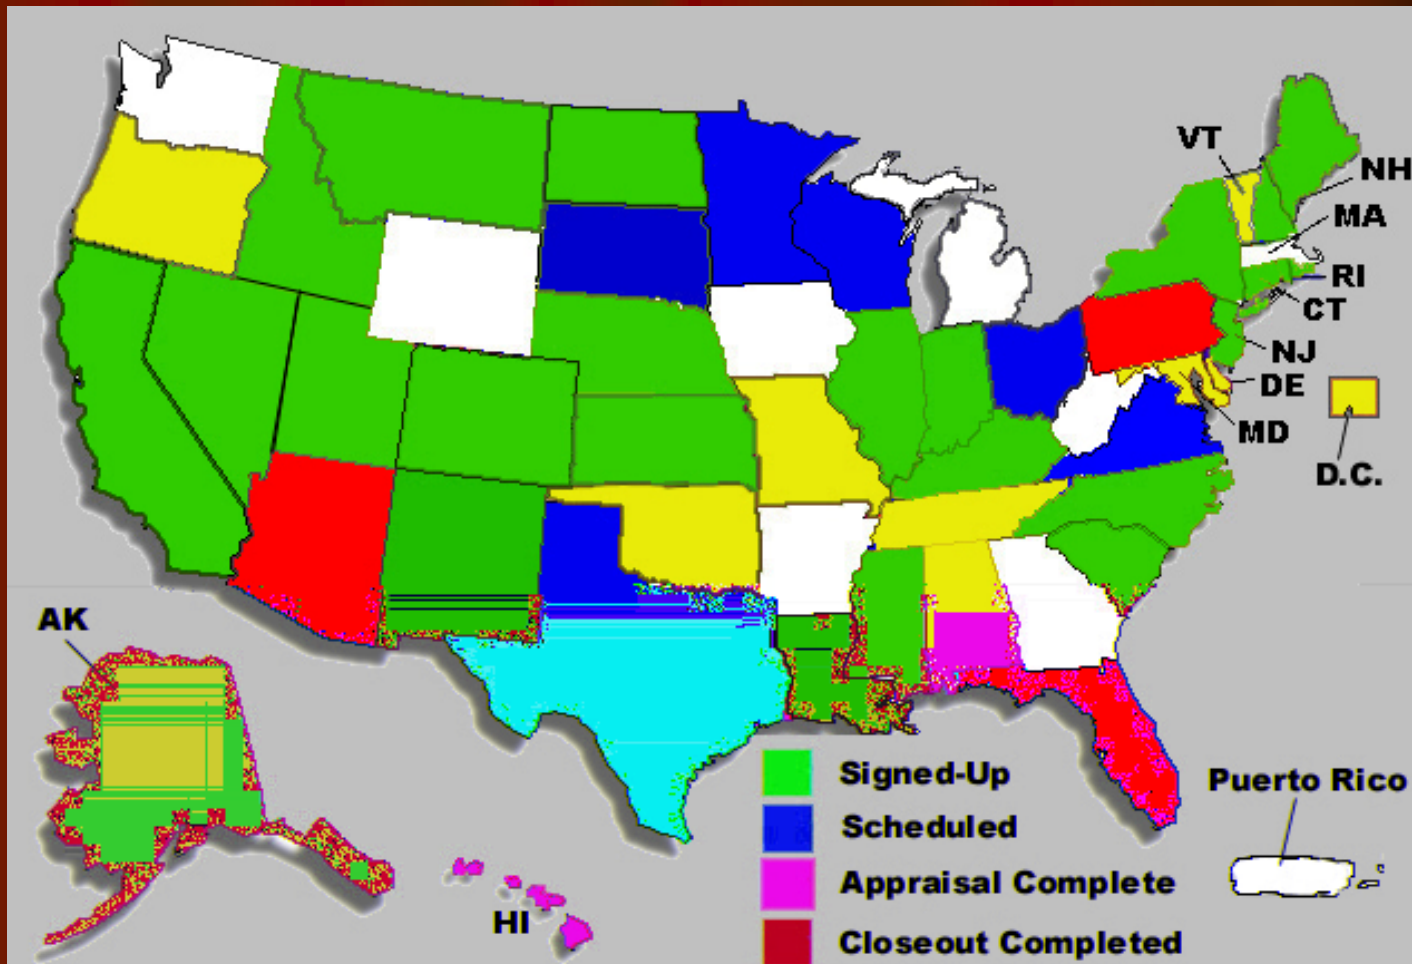 VT
NH
MA
RI
CT
NJ
DE
MD
D.C.
AK
HI
Puerto Rico
Signed-Up
Scheduled
Appraisal Complete
Closeout Completed